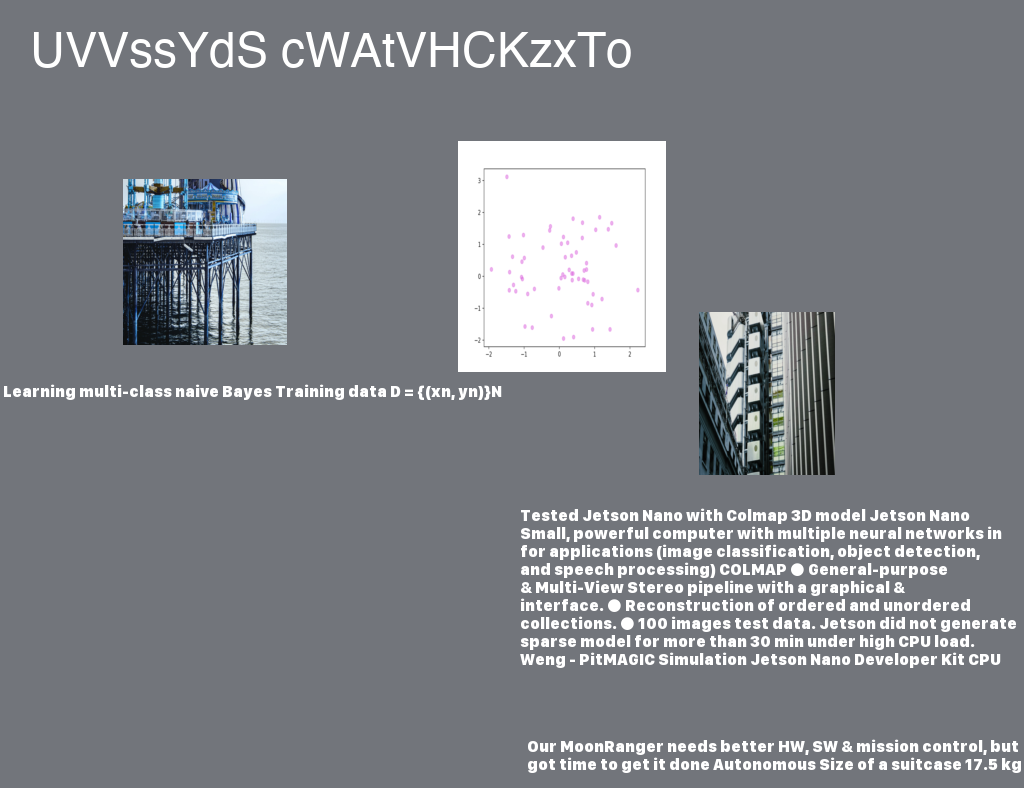 UVVssYdS cWAtVHCKzxTo
3
2
1
0
−1
−2
−2 −1 0 1 2
Learning multi-class naive Bayes Training data D = {(xn, yn)}N
Tested Jetson Nano with Colmap 3D model Jetson Nano
Small, powerful computer with multiple neural networks in
for applications (image classification, object detection,
and speech processing) COLMAP ● General-purpose
& Multi-View Stereo pipeline with a graphical &
interface. ● Reconstruction of ordered and unordered
collections. ● 100 images test data. Jetson did not generate
sparse model for more than 30 min under high CPU load.
Weng - PitMAGIC Simulation Jetson Nano Developer Kit CPU
Our MoonRanger needs better HW, SW & mission control, but
got time to get it done Autonomous Size of a suitcase 17.5 kg